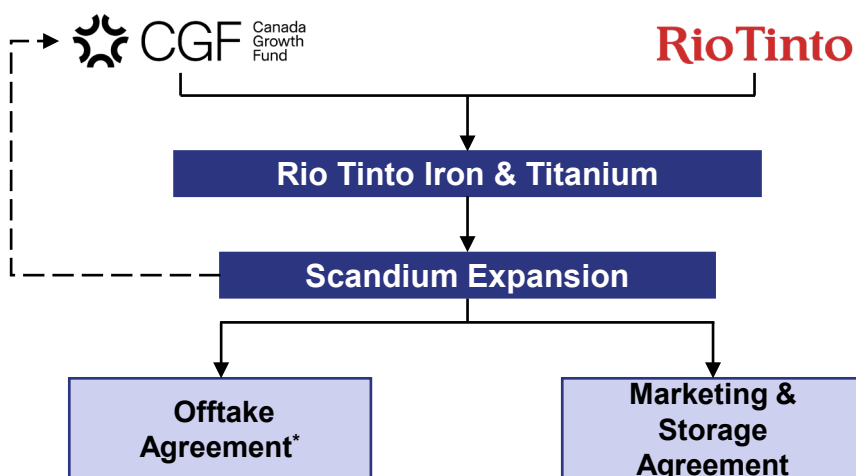 CGF
Canada
Growth
Fund
RioTinto
Rio Tinto Iron & Titanium
Scandium Expansion
Offtake
Agreement*
Marketing &
Storage
Agreement